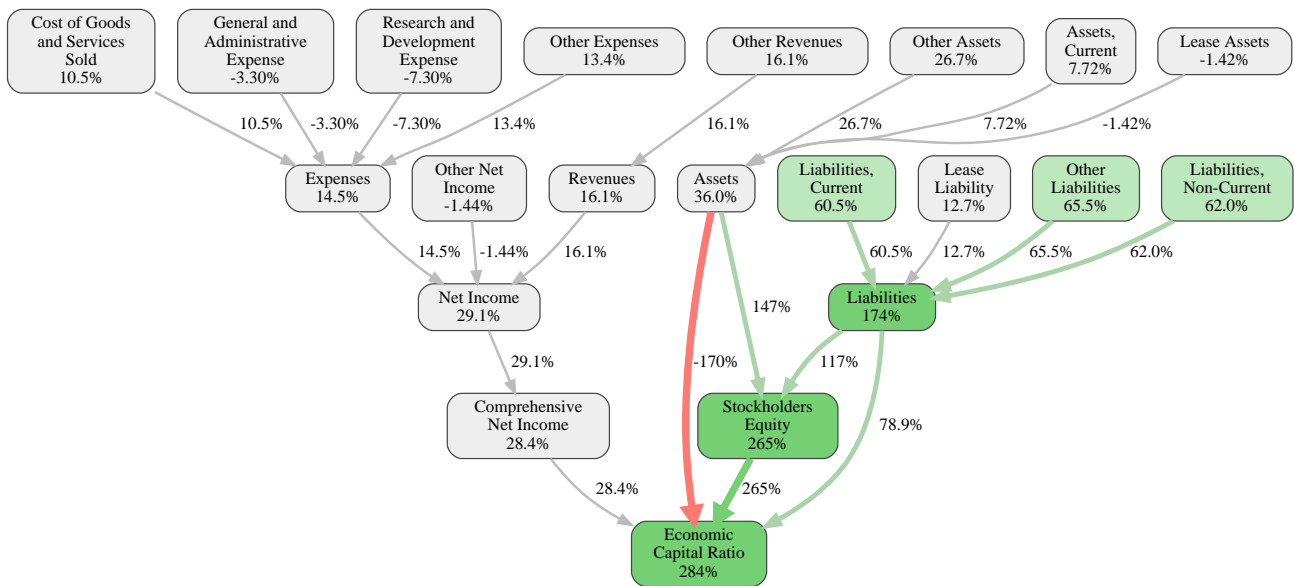 Cost of Goods
and Services
Sold
10.5%
General and
Administrative
Expense
-3.30%
Research and
Development
Expense
-7.30%
Other Expenses
13.4%
Other Revenues
16.1%
Other Assets
26.7%
Assets,
Current
7.72%
Lease Assets
-1.42%
10.5%
-3.30%
-7.30%
13.4%
16.1%
26.7%
7.72%
-1.42%
Expenses
14.5%
Other Net
Income
-1.44%
Revenues
16.1%
Assets
36.0%
Liabilities,
Current
60.5%
Lease
Liability
12.7%
Other
Liabilities
65.5%
Liabilities,
Non-Current
62.0%
14.5%
-1.44%
16.1%
60.5%
12.7%
65.5%
62.0%
Net Income
29.1%
147%
Liabilities
174%
29.1%
-170%
117%
Comprehensive
Net Income
28.4%
Stockholders
Equity
265%
78.9%
28.4%
265%
Economic
Capital Ratio
284%